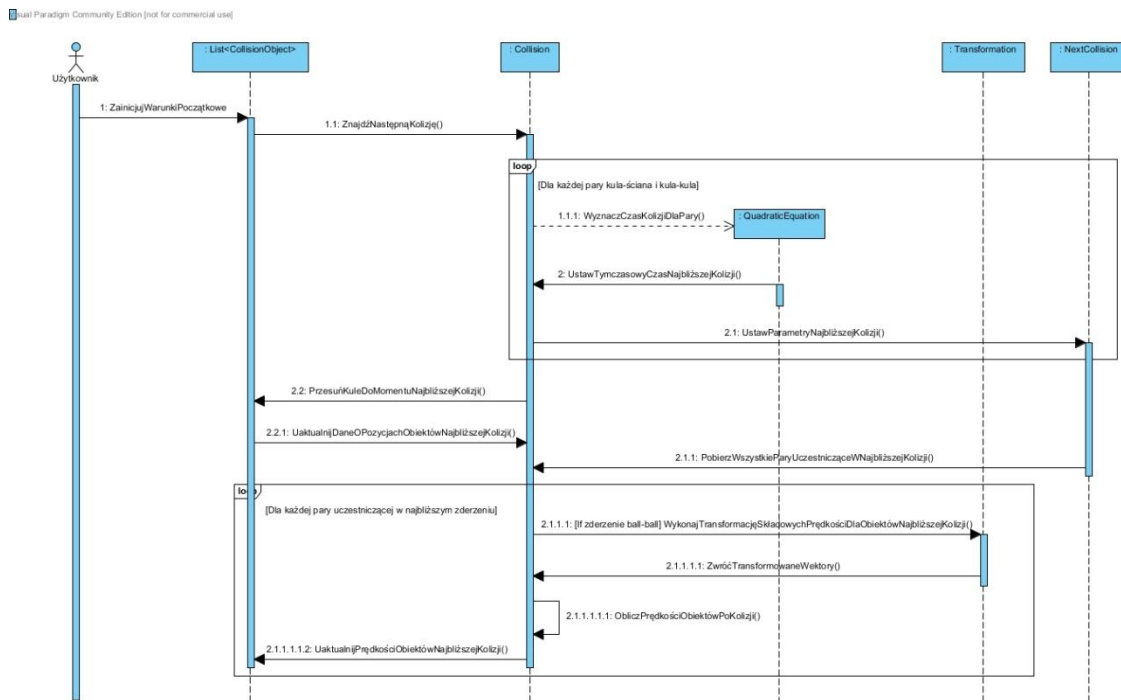 Visual Paradigm Community Edition [not for commercial use]
: List<CollisionObject>
: Collision
: Transformation
: NextCollision
Użytkownik
1: ZainicjujWarunkiPoczątkowe
1.1: ZnajdźNastępnąKolizję()
loop
[Dla każdej pary kula-ściana i kula-kula]
1.1.1: WyznaczCzasKolizjiDlaPary()
: QuadraticEquation
2: UstawTymczasowyCzasNajbliższejKolizji()
2.1: UstawParametryNajbliższejKolizji()
2.2: PrzesuńKuleDoMomentuNajbliższejKolizji()
2.2.1: UaktualnijDaneOPozycjachObiektówNajbliższejKolizji()
2.1.1: PobierzWszystkieParyUczestnicząceWNajbliższejKolizji()
loop
[Dla każdej pary uczestniczącej w najbliższym zderzeniu]
2.1.1.1: [If zderzenie ball-ball] WykonajTransformacjęSkładowychPrędkościDlaObiektówNajbliższejKolizji()
2.1.1.1.1: ZwróćTransformowaneWektory()
2.1.1.1.1.1: ObliczPrędkościObiektówPoKolizji()
2.1.1.1.1.2: UaktualnijPrędkościObiektówNajbliższejKolizji()